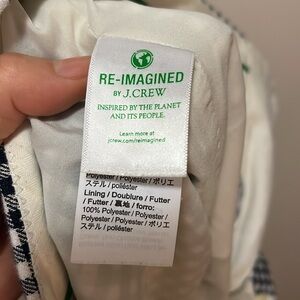 RE-IMAGINED
BY J.CREW
INSPIRED BY THE PLANET
AND ITS PEOPLE.
Learn more at
jcrew.com/reimagined
Polyester / Polyester / ポリエ
ステル / poliéster
Lining / Doublure / Futter
/ Futter / 裏地 / forro:
100% Polyester / Polyester /
Polyester / Polyester / ポリエ
ステル / poliéster